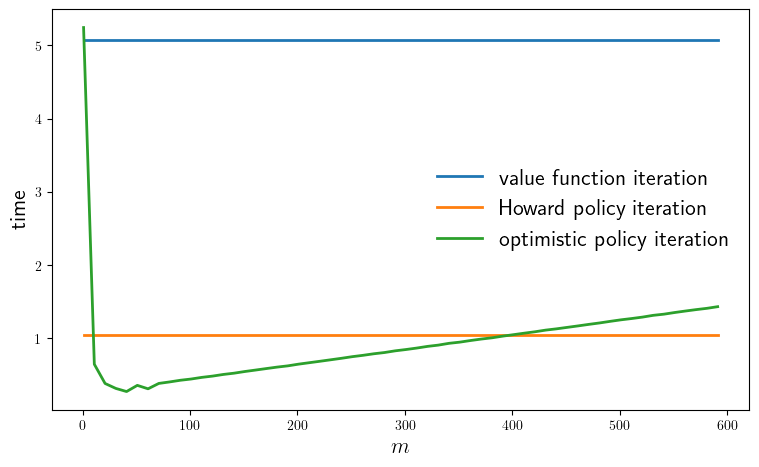 5
4
3
2
1
time
value function iteration
Howard policy iteration
optimistic policy iteration
0 100 200 300 400 500 600
m